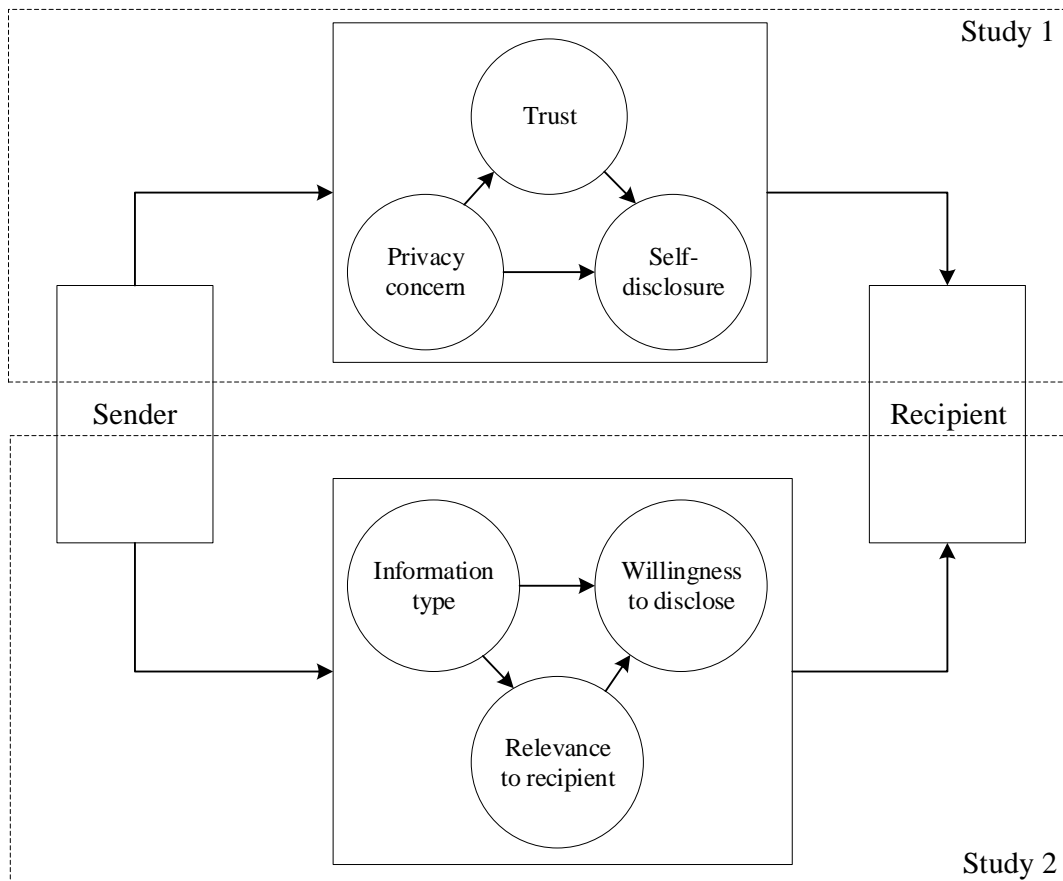 Study 1
Trust
Privacy
concern
Self-
disclosure
Sender
Recipient
Information
type
Willingness
to disclose
Relevance
to recipient
Study 2